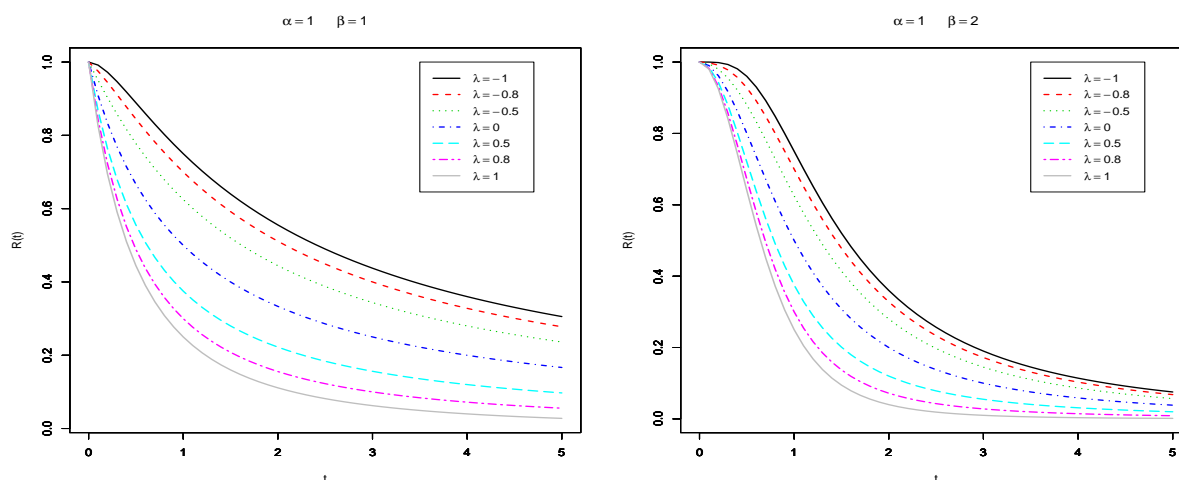 α = 1 β = 1
R(t)
1.0
0.8
0.6
0.4
0.2
0.0
0 1 2 3 4 5
λ = −1
λ = −0.8
λ = −0.5
λ = 0
λ = 0.5
λ = 0.8
λ = 1
α = 1 β = 2
R(t)
1.0
0.8
0.6
0.4
0.2
0.0
0 1 2 3 4 5
λ = −1
λ = −0.8
λ = −0.5
λ = 0
λ = 0.5
λ = 0.8
λ = 1